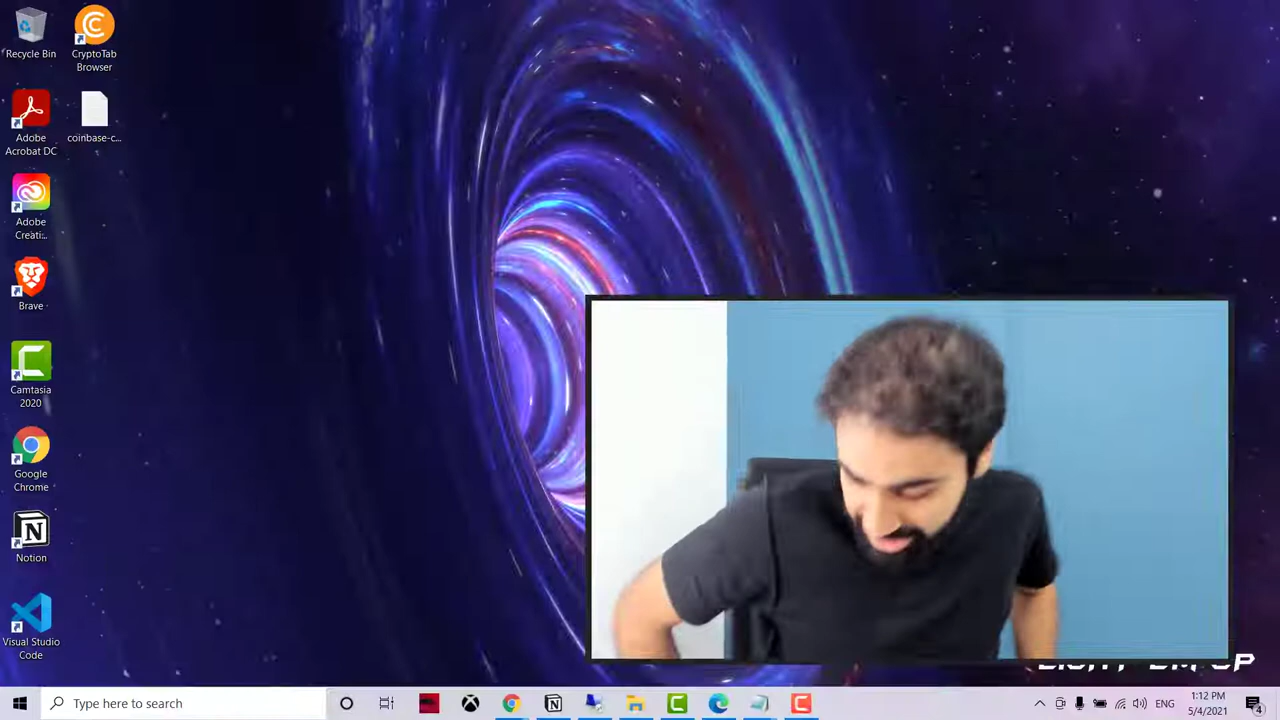 Recycle Bin
CryptoTab
Browser
Adobe
Acrobat DC
coinbase-c...
Adobe
Creati...
Brave
Camtasia
2020
Google
Chrome
Notion
Visual Studio
Code
Type here to search
ENG
1:12 PM
5/4/2021
4